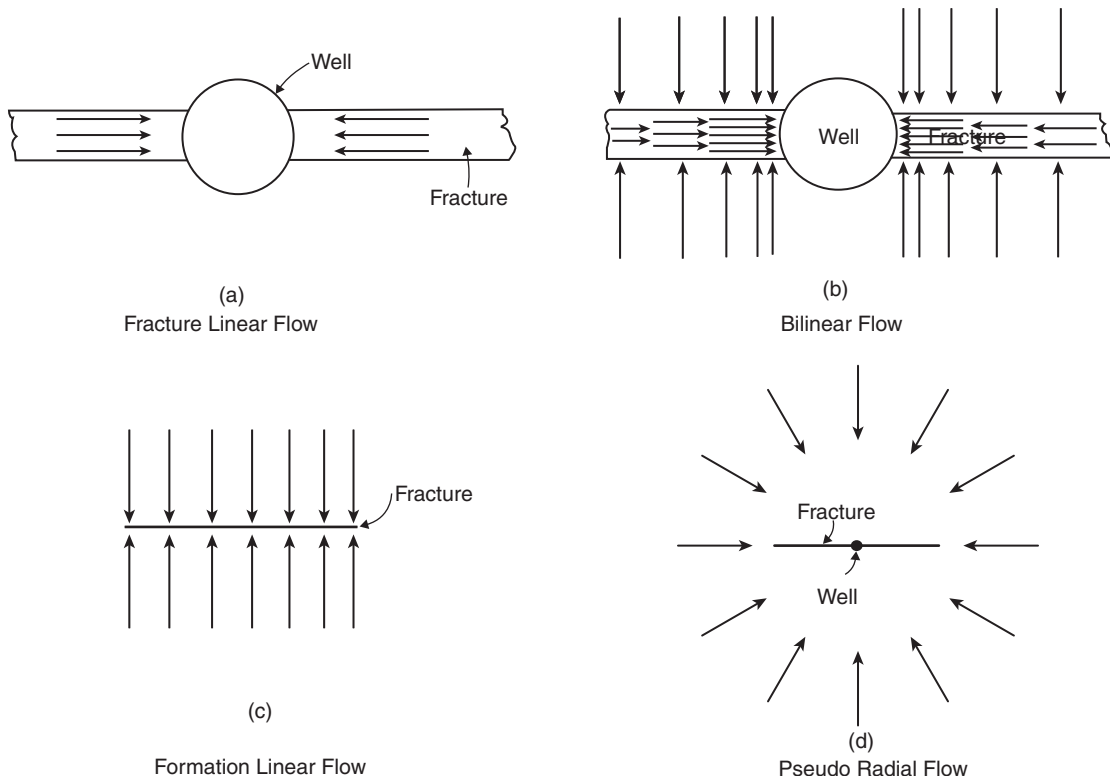 Well
Fracture
(a)
Fracture Linear Flow
Well
Fracture
(b)
Bilinear Flow
Fracture
(c)
Formation Linear Flow
Fracture
Well
(d)
Pseudo Radial Flow